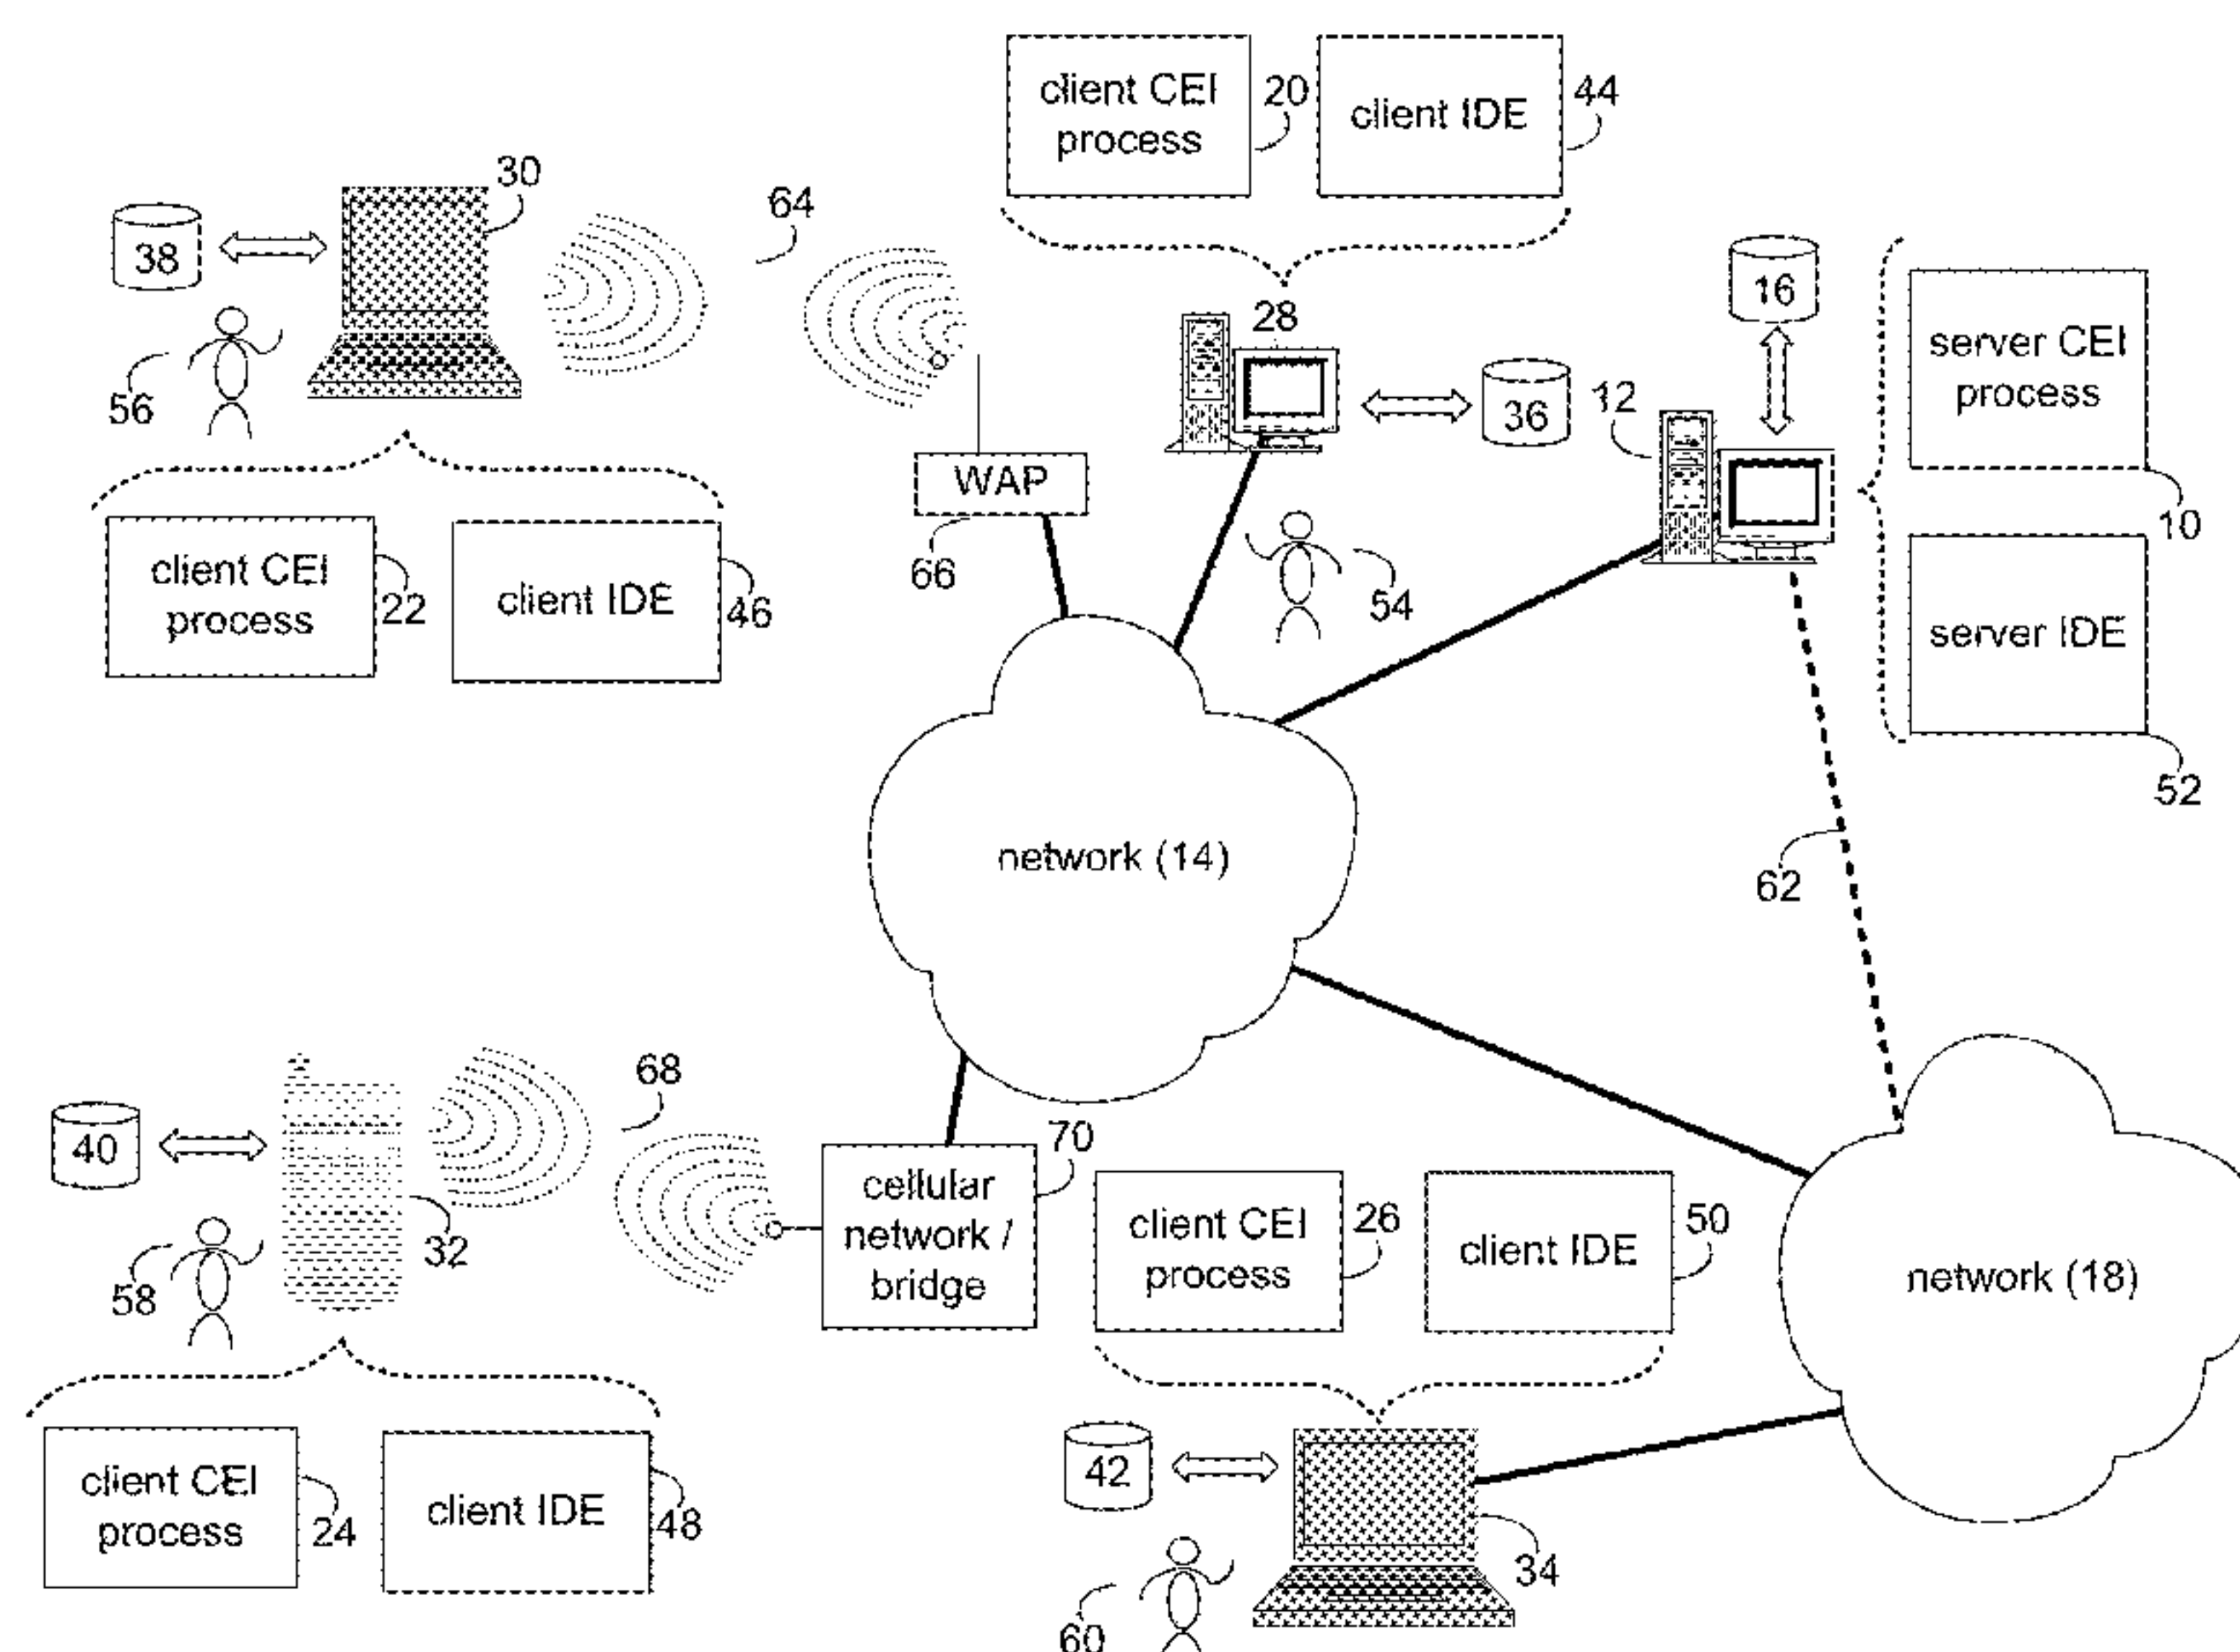 client CEI
process
20
client IDE
44
30
64
38
56
28
36
16
12
server CEI
process
10
WAP
66
54
client CEI
process
22
client IDE
46
server IDE
52
network (14)
62
68
40
32
58
70
cellular
network /
bridge
client CEI
process
26
client IDE
50
network (18)
42
34
60
client CEI
process
24
client IDE
48